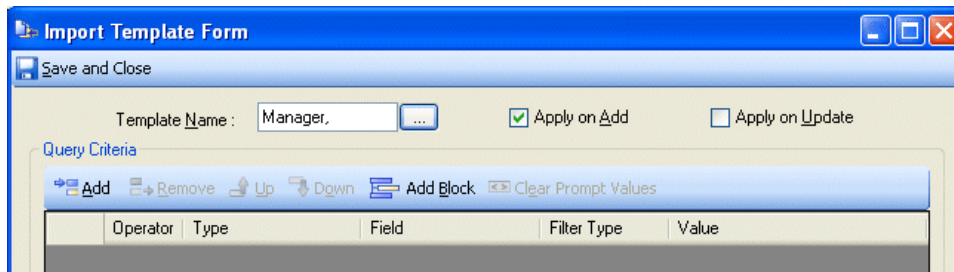 Import Template Form
Save and Close
Template Name : Manager, ... Apply on Add Apply on Update
Query Criteria
Add Remove Up Down Add Block Clear Prompt Values
Operator Type Field Filter Type Value